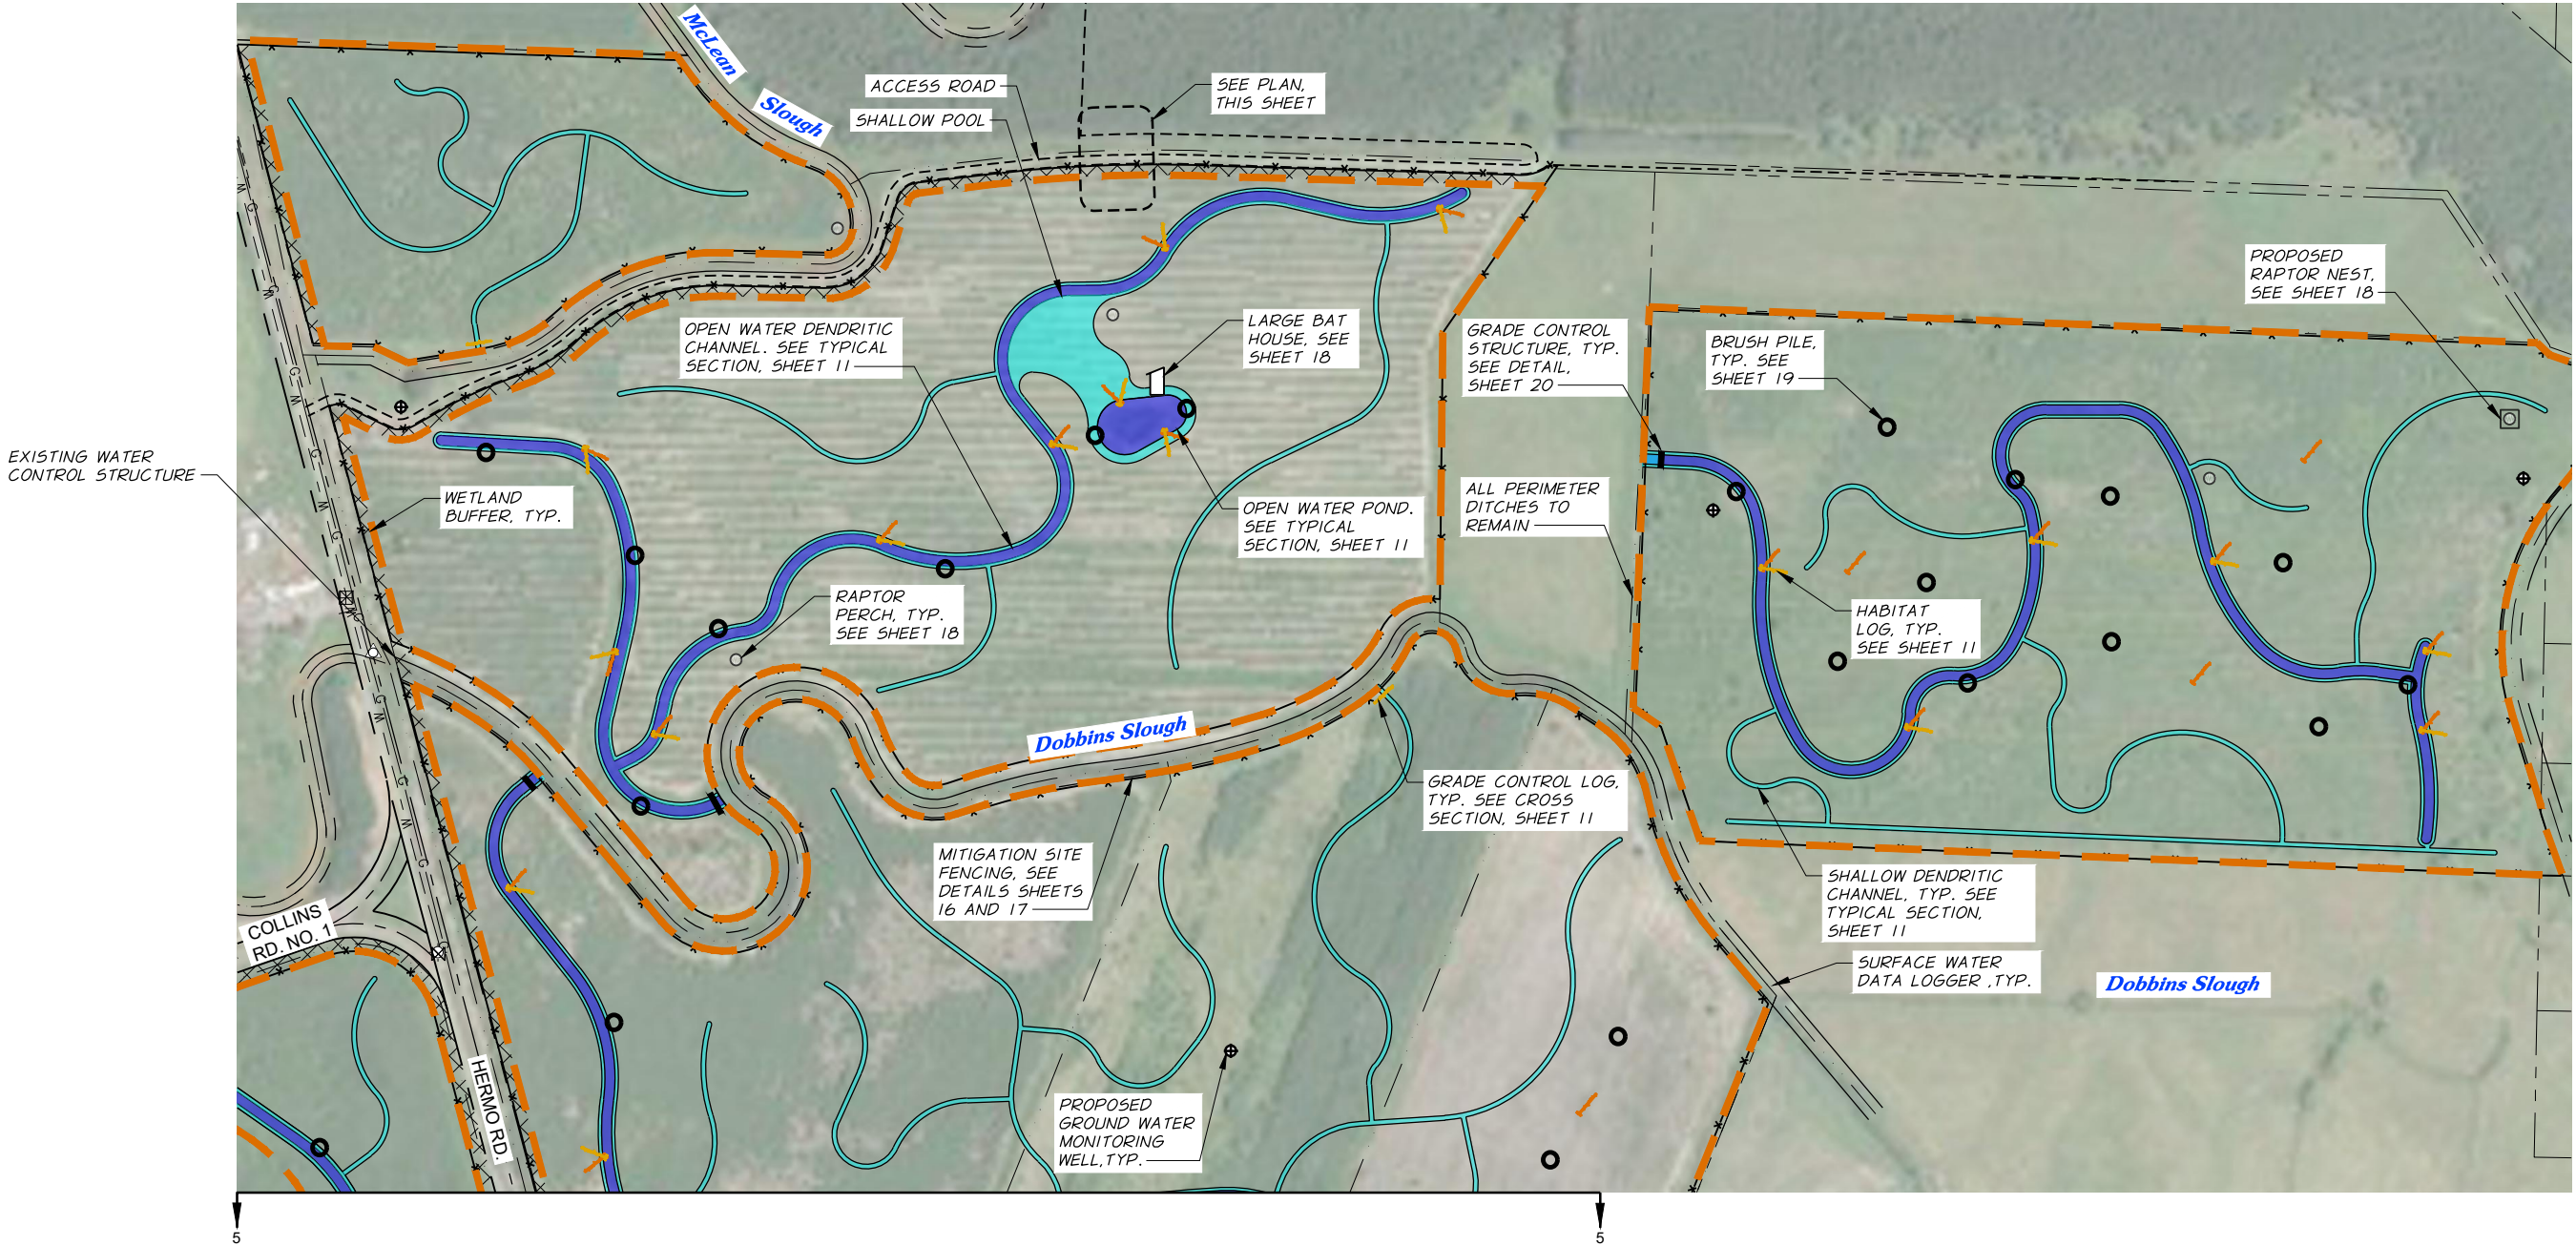 McLean
Slough
ACCESS ROAD
SHALLOW POOL
SEE PLAN,
THIS SHEET
PROPOSED
RAPTOR NEST,
SEE SHEET 18
OPEN WATER DENDRITIC
CHANNEL. SEE TYPICAL
SECTION, SHEET 11
LARGE BAT
HOUSE, SEE
SHEET 18
GRADE CONTROL
STRUCTURE, TYP.
SEE DETAIL,
SHEET 20
BRUSH PILE,
TYP. SEE
SHEET 19
EXISTING WATER
CONTROL STRUCTURE
WETLAND
BUFFER, TYP.
OPEN WATER POND.
SEE TYPICAL
SECTION, SHEET 11
ALL PERIMETER
DITCHES TO
REMAIN
RAPTOR
PERCH, TYP.
SEE SHEET 18
HABITAT
LOG, TYP.
SEE SHEET 11
Dobbins Slough
GRADE CONTROL LOG,
TYP. SEE CROSS
SECTION, SHEET 11
MITIGATION SITE
FENCING, SEE
DETAILS SHEETS
16 AND 17
SHALLOW DENDRITIC
CHANNEL, TYP. SEE
TYPICAL SECTION,
SHEET 11
COLLINS
RD. NO. 1
SURFACE WATER
DATA LOGGER ,TYP.
Dobbins Slough
HERMO RD.
PROPOSED
GROUND WATER
MONITORING
WELL,TYP.
5
5